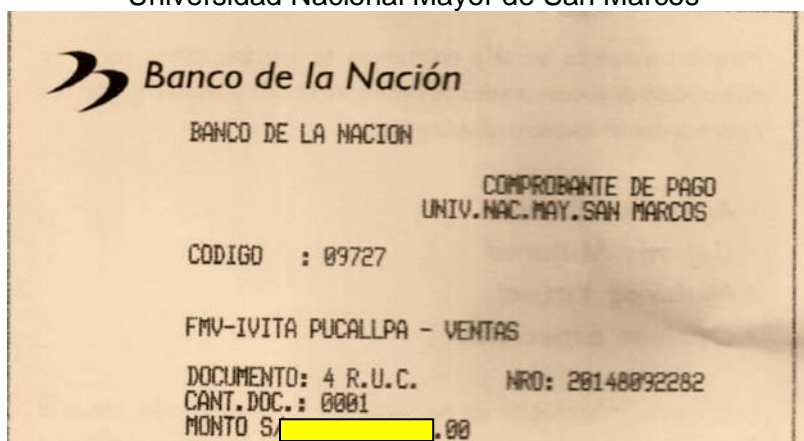 Universidad Nacional Mayor de San Marcos
Banco de la Nación
BANCO DE LA NACION
COMPROBANTE DE PAGO
UNIV.NAC.MAY.SAN MARCOS
CODIGO : 09727
FMV-IVITA PUCALLPA - VENTAS
DOCUMENTO: 4 R.U.C. NRO: 20148092282
CANT.DOC.: 0001
MONTO S/ .00